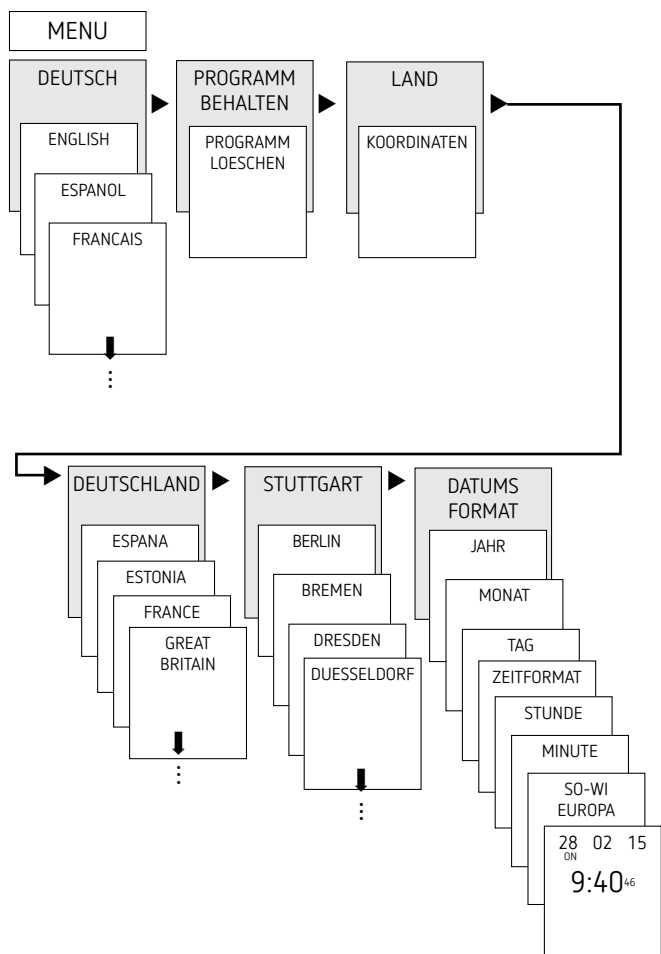 MENU
DEUTSCH
ENGLISH
ESPANOL
FRANCAIS
PROGRAMM
BEHALTEN
PROGRAMM
LOESCHEN
LAND
KOORDINATEN
DEUTSCHLAND
ESPANA
ESTONIA
FRANCE
GREAT
BRITAIN
STUTTGART
BERLIN
BREMEN
DRESDEN
DUESSELDORF
DATUMS
FORMAT
JAHR
MONAT
TAG
ZEITFORMAT
STUNDE
MINUTE
SO-WI
EUROPA
28 02 15
ON
9:40 46